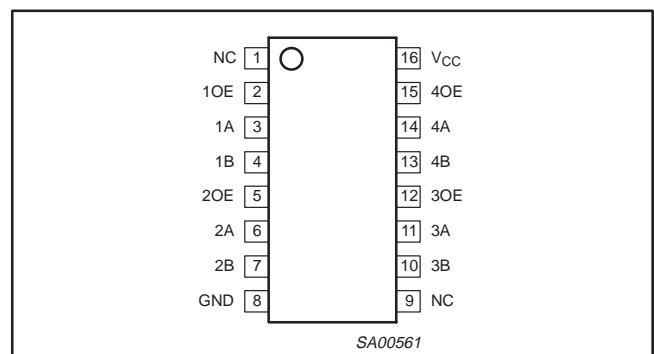 NC 1 16 VCC
1OE 2 15 4OE
1A 3 14 4A
1B 4 13 4B
2OE 5 12 3OE
2A 6 11 3A
2B 7 10 3B
GND 8 9 NC
SA00561